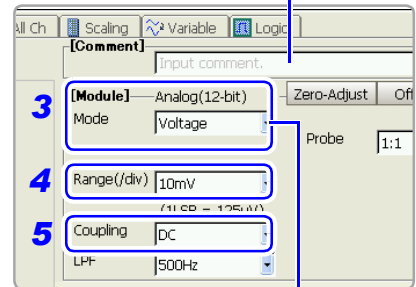 All Ch Scaling Variable Logic
[Comment]
Input comment.
3 [Module] Analog(12-bit) Zero-Adjust Off
Mode Voltage
Probe 1:1
4 Range(/div) 10mV
(1LSB = 125uV)
5 Coupling DC
LPF 500Hz